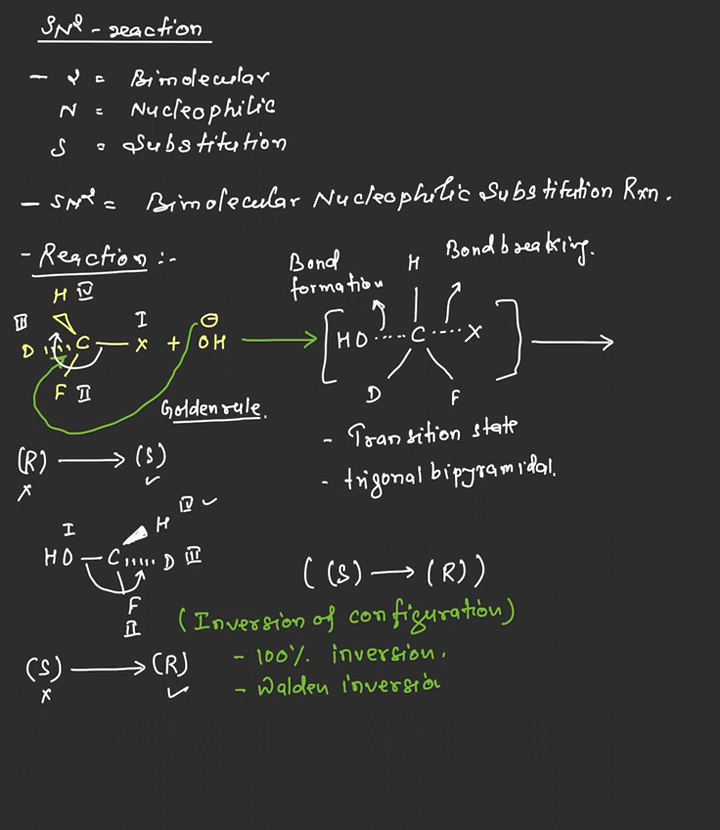 SN2 - reaction
- 2 = Bimolecular
N = Nucleophilic
S = Substitution
- SN2 = Bimolecular Nucleophilic Substitution Rxn.
- Reaction :-
Bond formation
H
Bond breaking.
H IV
III
I
D C - X + OH
F II
Golden rule.
[HO ..... C .... X]
D F
- Transition state
- trigonal bipyramidal.
(R) → (S)
× ✓
IV ✓
I H
HO - C ..... D III
F
II
((S) → (R))
(Inversion of configuration)
- 100% inversion.
- Walden inversion
(S) → (R)
× ✓